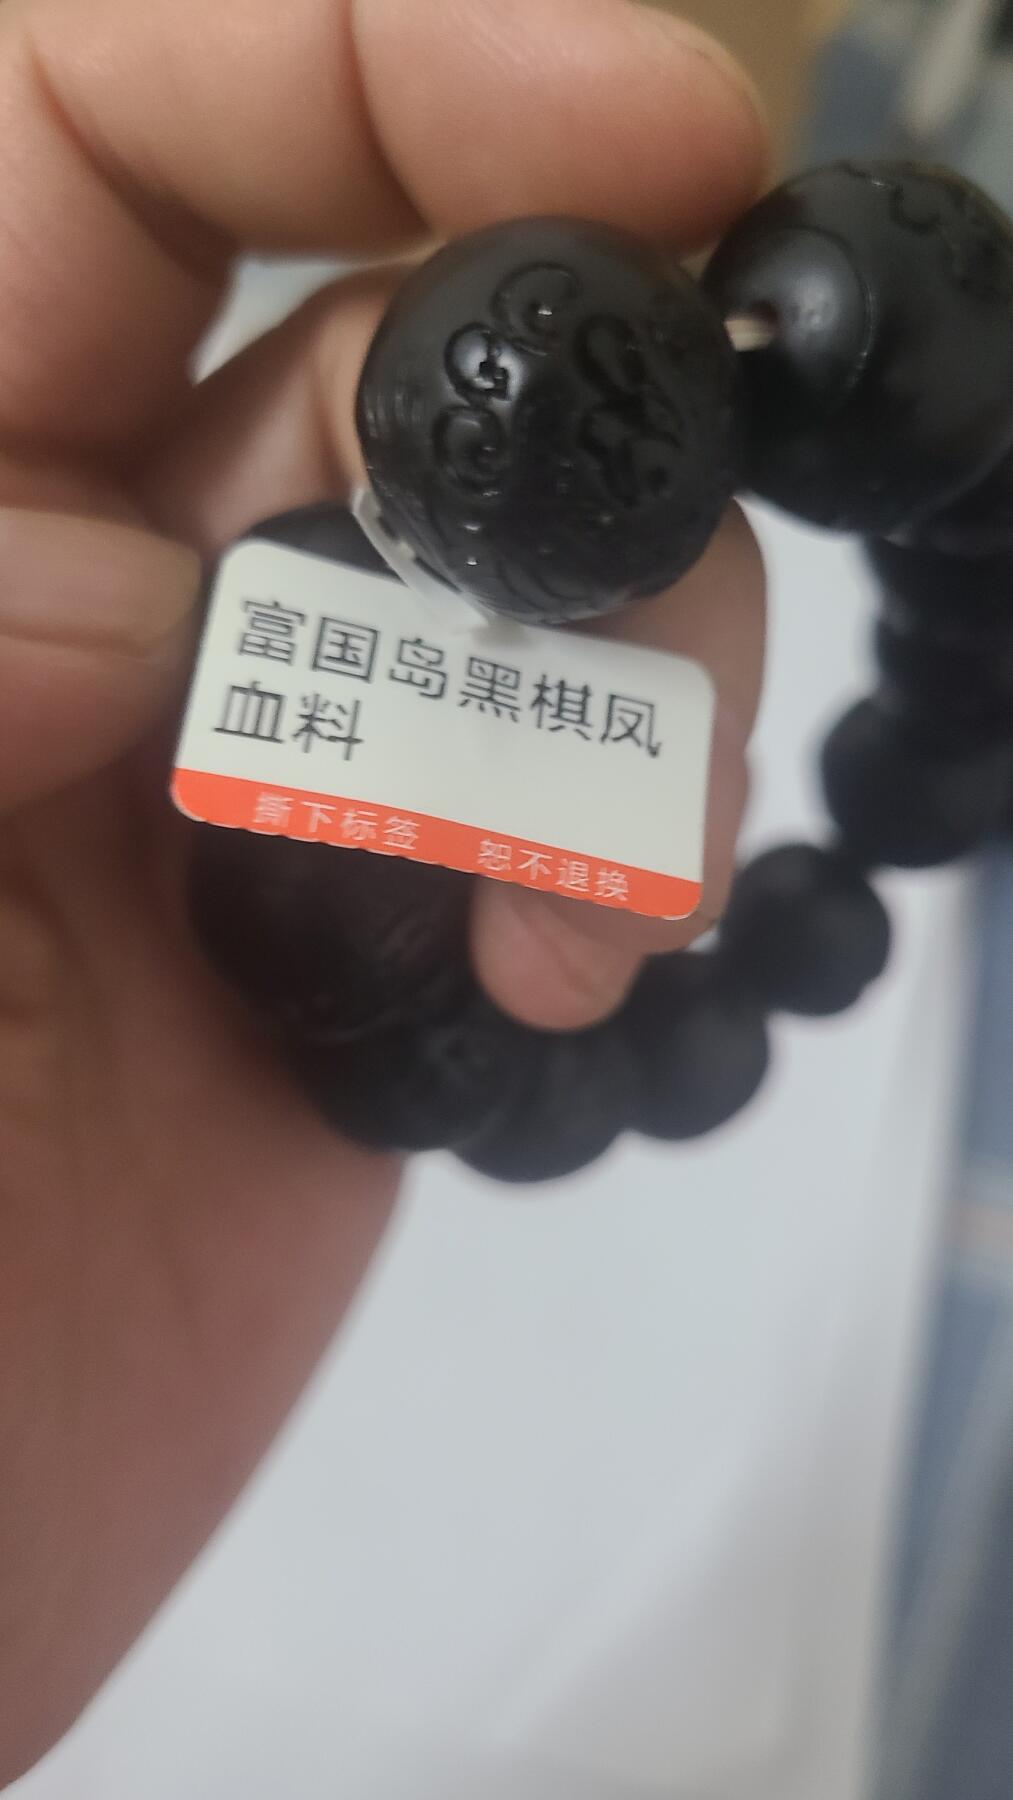 富国岛黑棋凤
血料
撕下标签 恕不退换